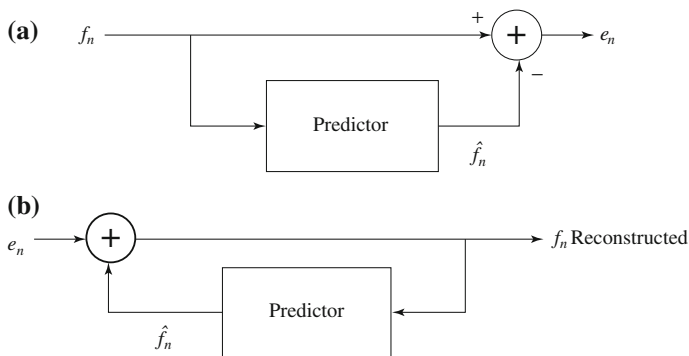 (a)
f_n
+
+
e_n
−
Predictor
f̂_n
(b)
e_n
+
f_n Reconstructed
Predictor
f̂_n